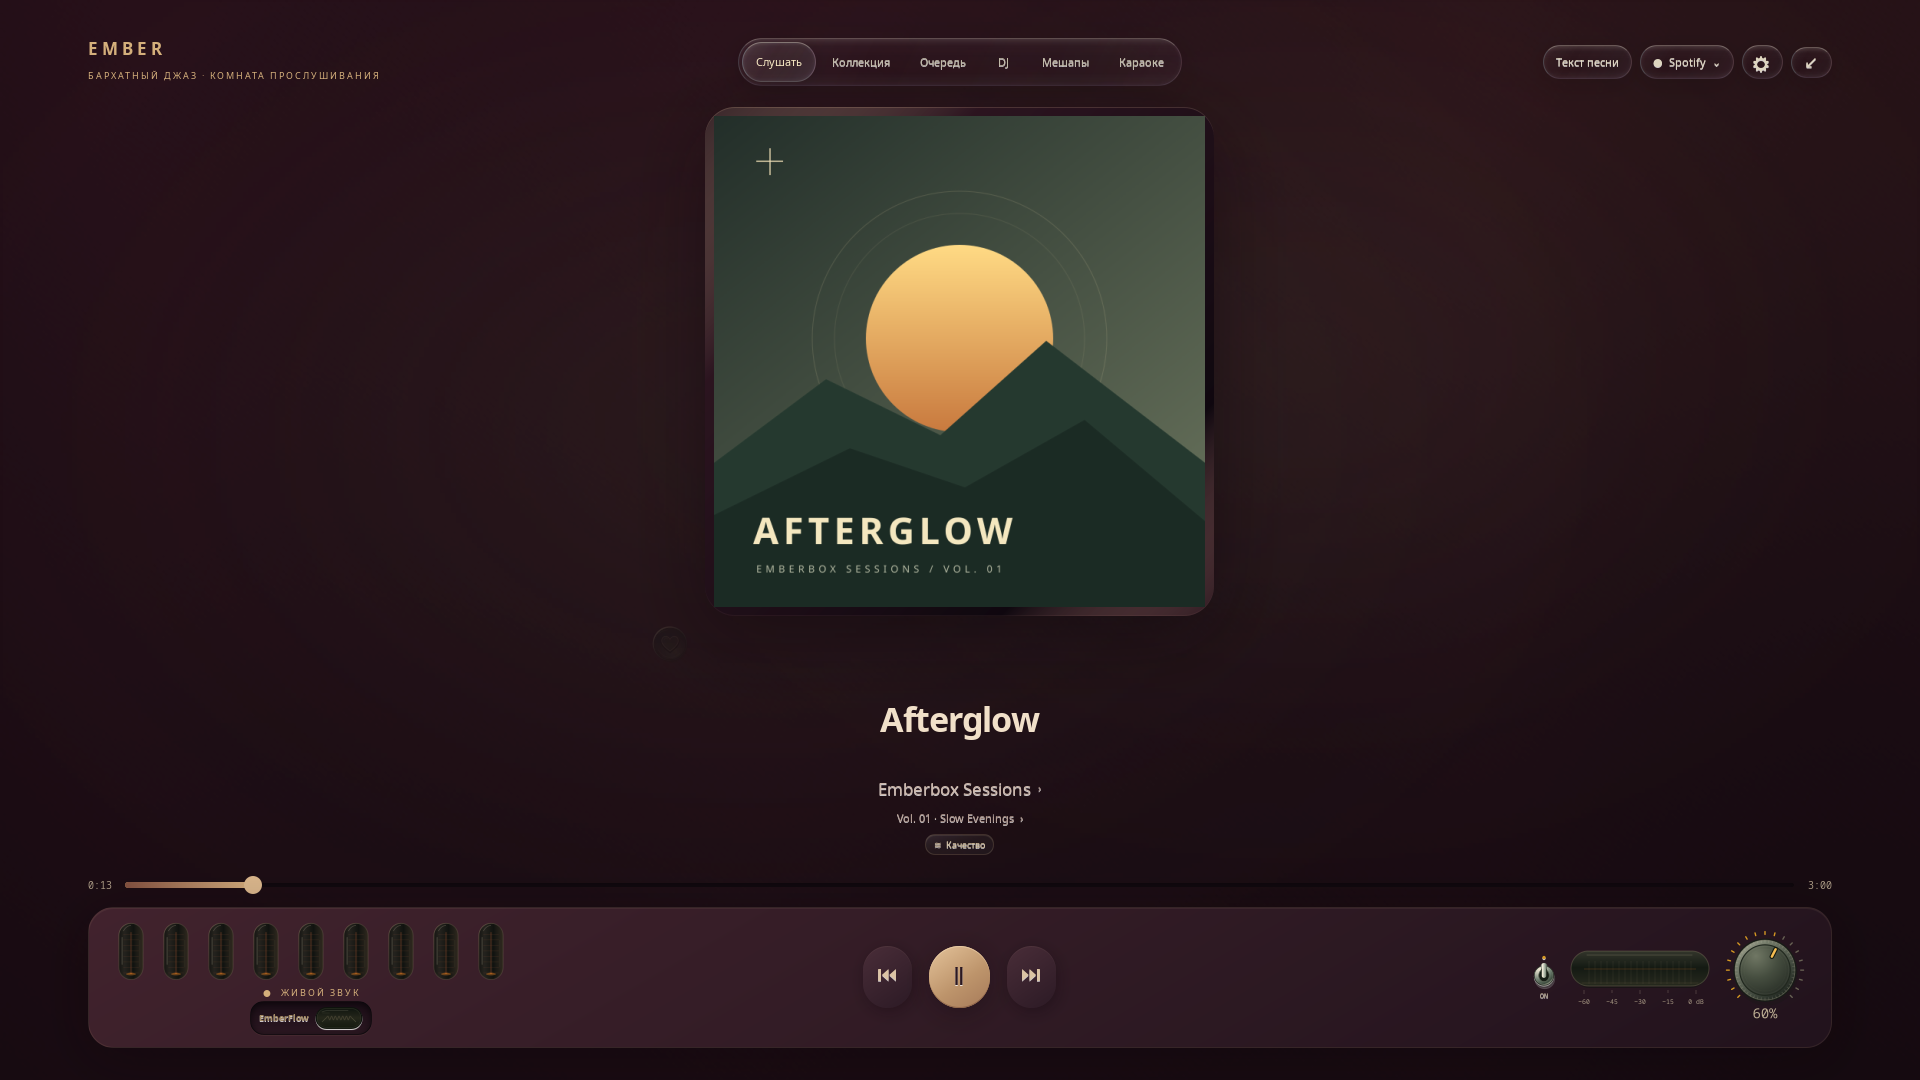 EMBER
БАРХАТНЫЙ ДЖАЗ · КОМНАТА ПРОСЛУШИВАНИЯ
Слушать Коллекция Очередь DJ Мешапы Караоке
Текст песни Spotify
AFTERGLOW
EMBERBOX SESSIONS / VOL. 01
Afterglow
Emberbox Sessions ›
Vol. 01 · Slow Evenings ›
≋ Качество
0:13 3:00
ЖИВОЙ ЗВУК
EmberFlow
ON
−60 −45 −30 −15 0 dB
60%